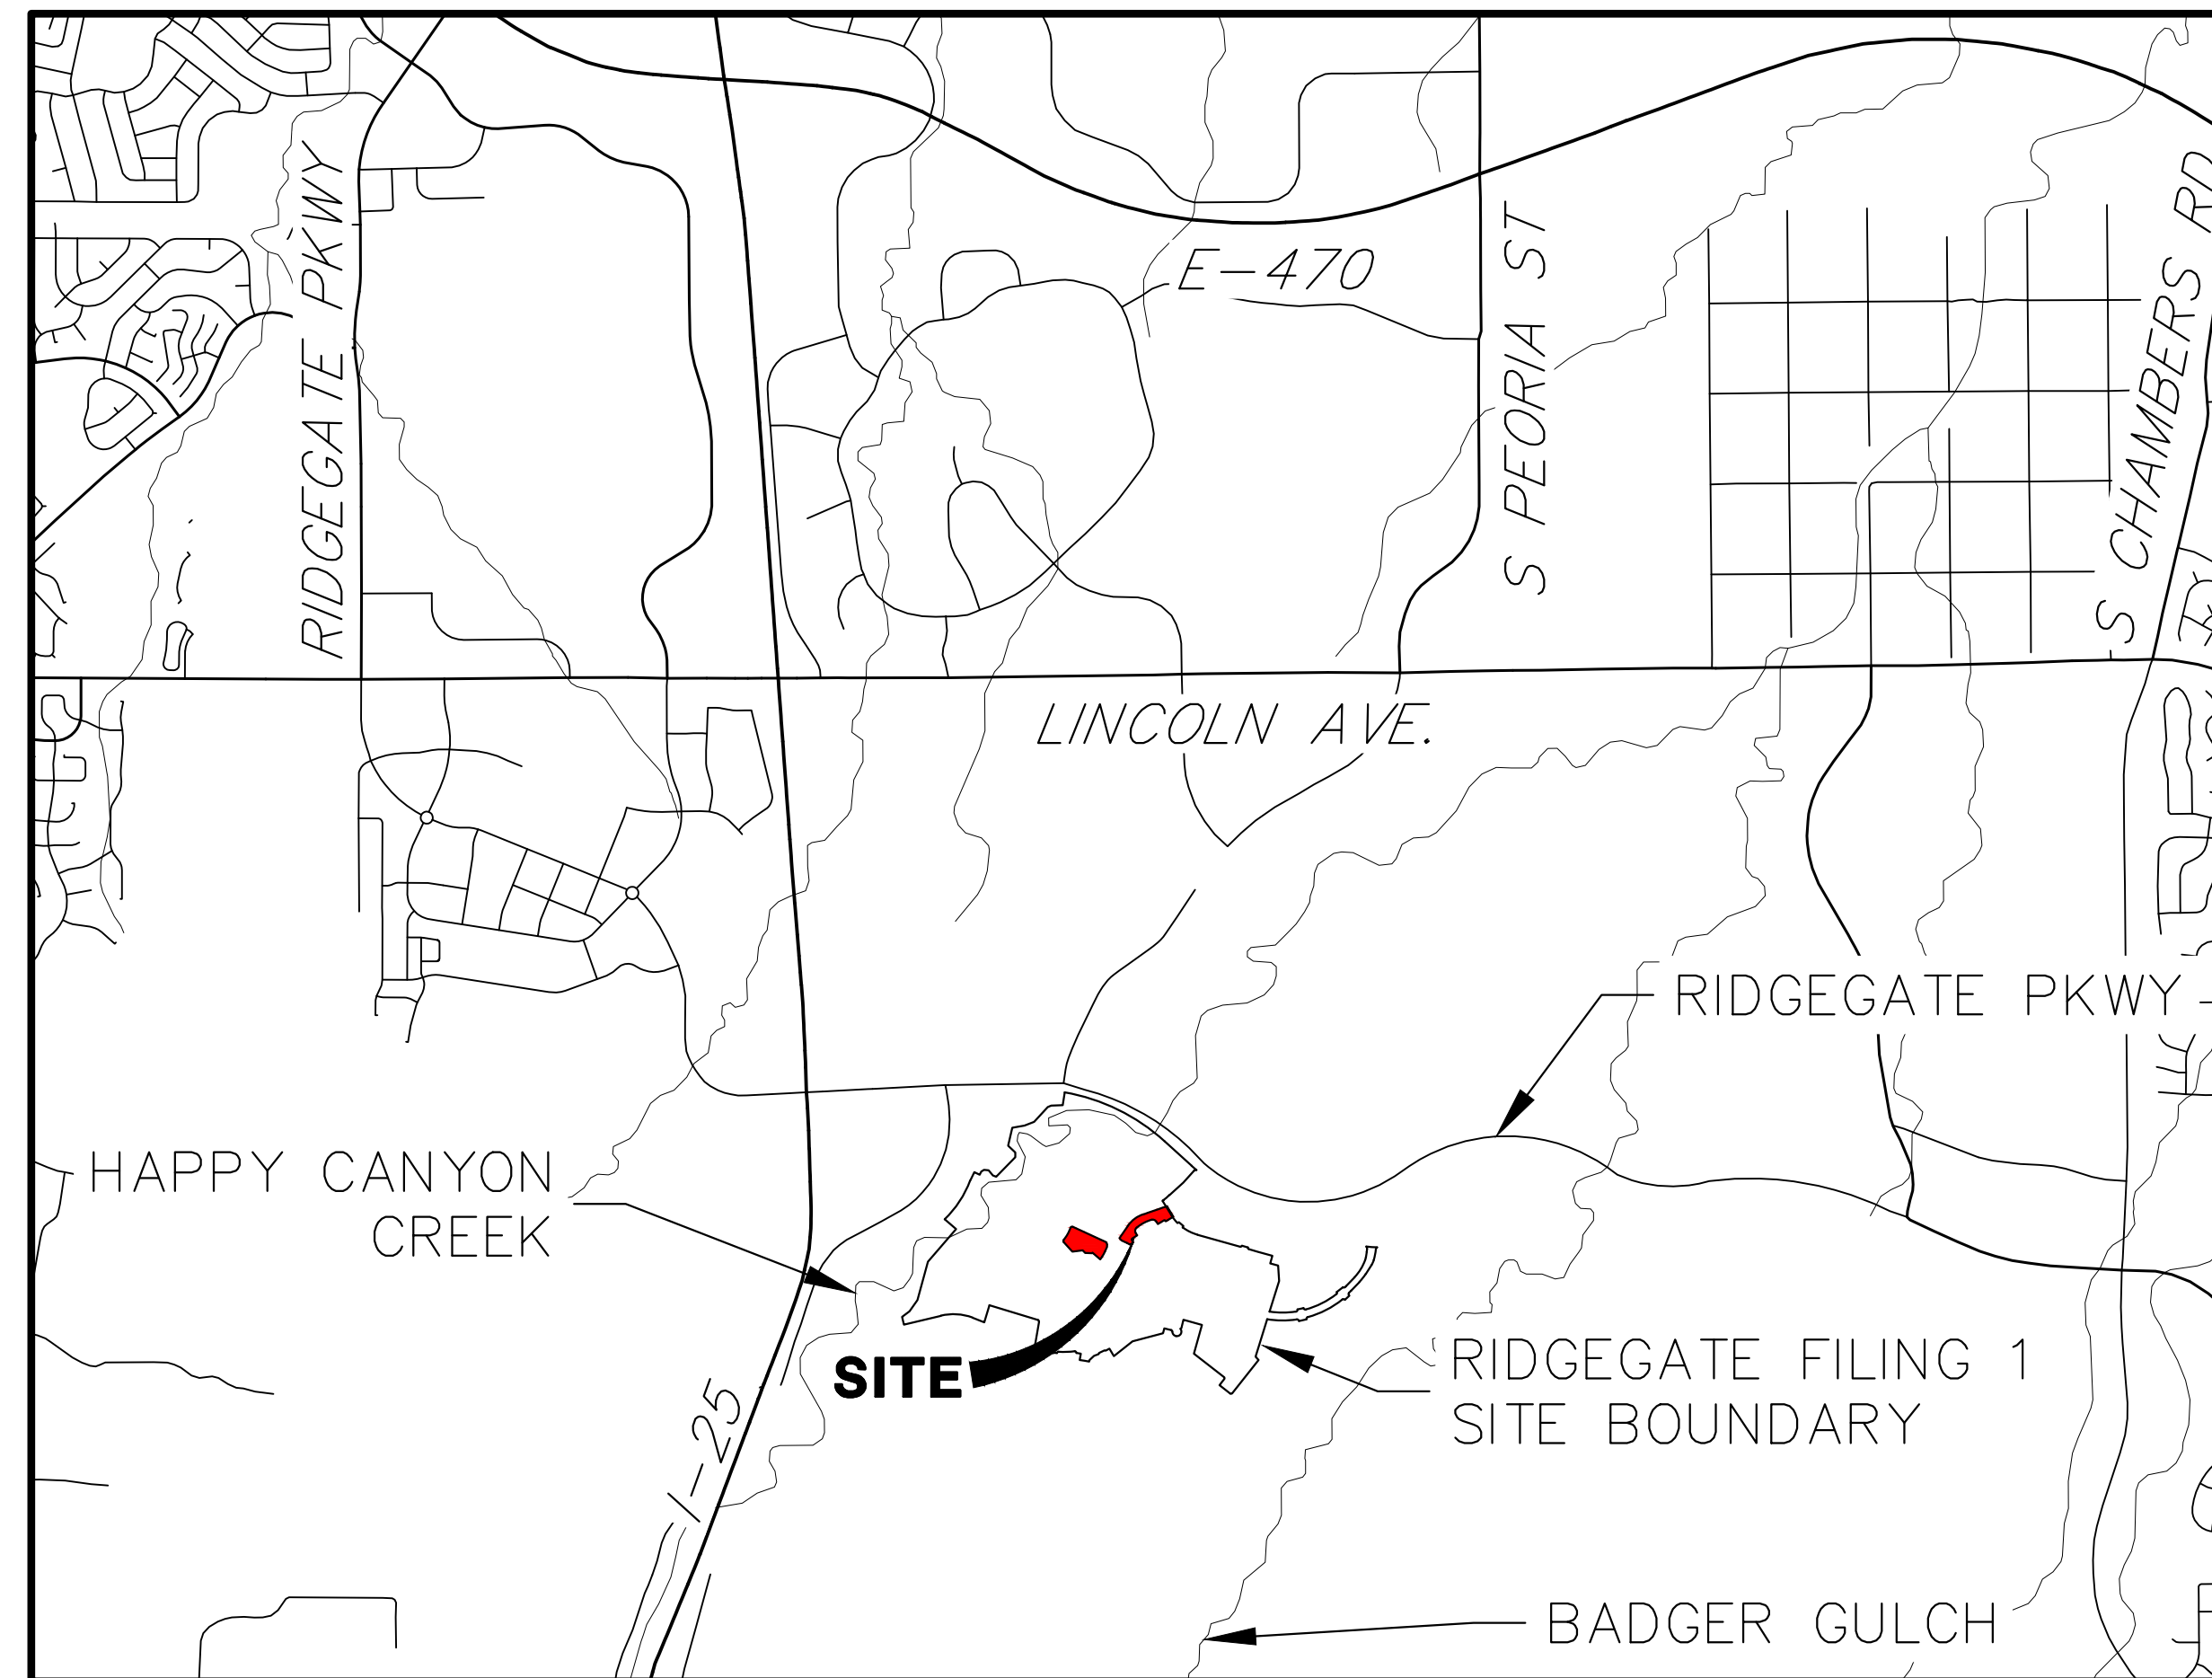 RIDGEGATE PKWY
E-470
S PEORIA ST
S CHAMBERS RD
LINCOLN AVE.
RIDGEGATE PKWY
HAPPY CANYON
CREEK
SITE
RIDGEGATE FILING 1
SITE BOUNDARY
I-25
BADGER GULCH